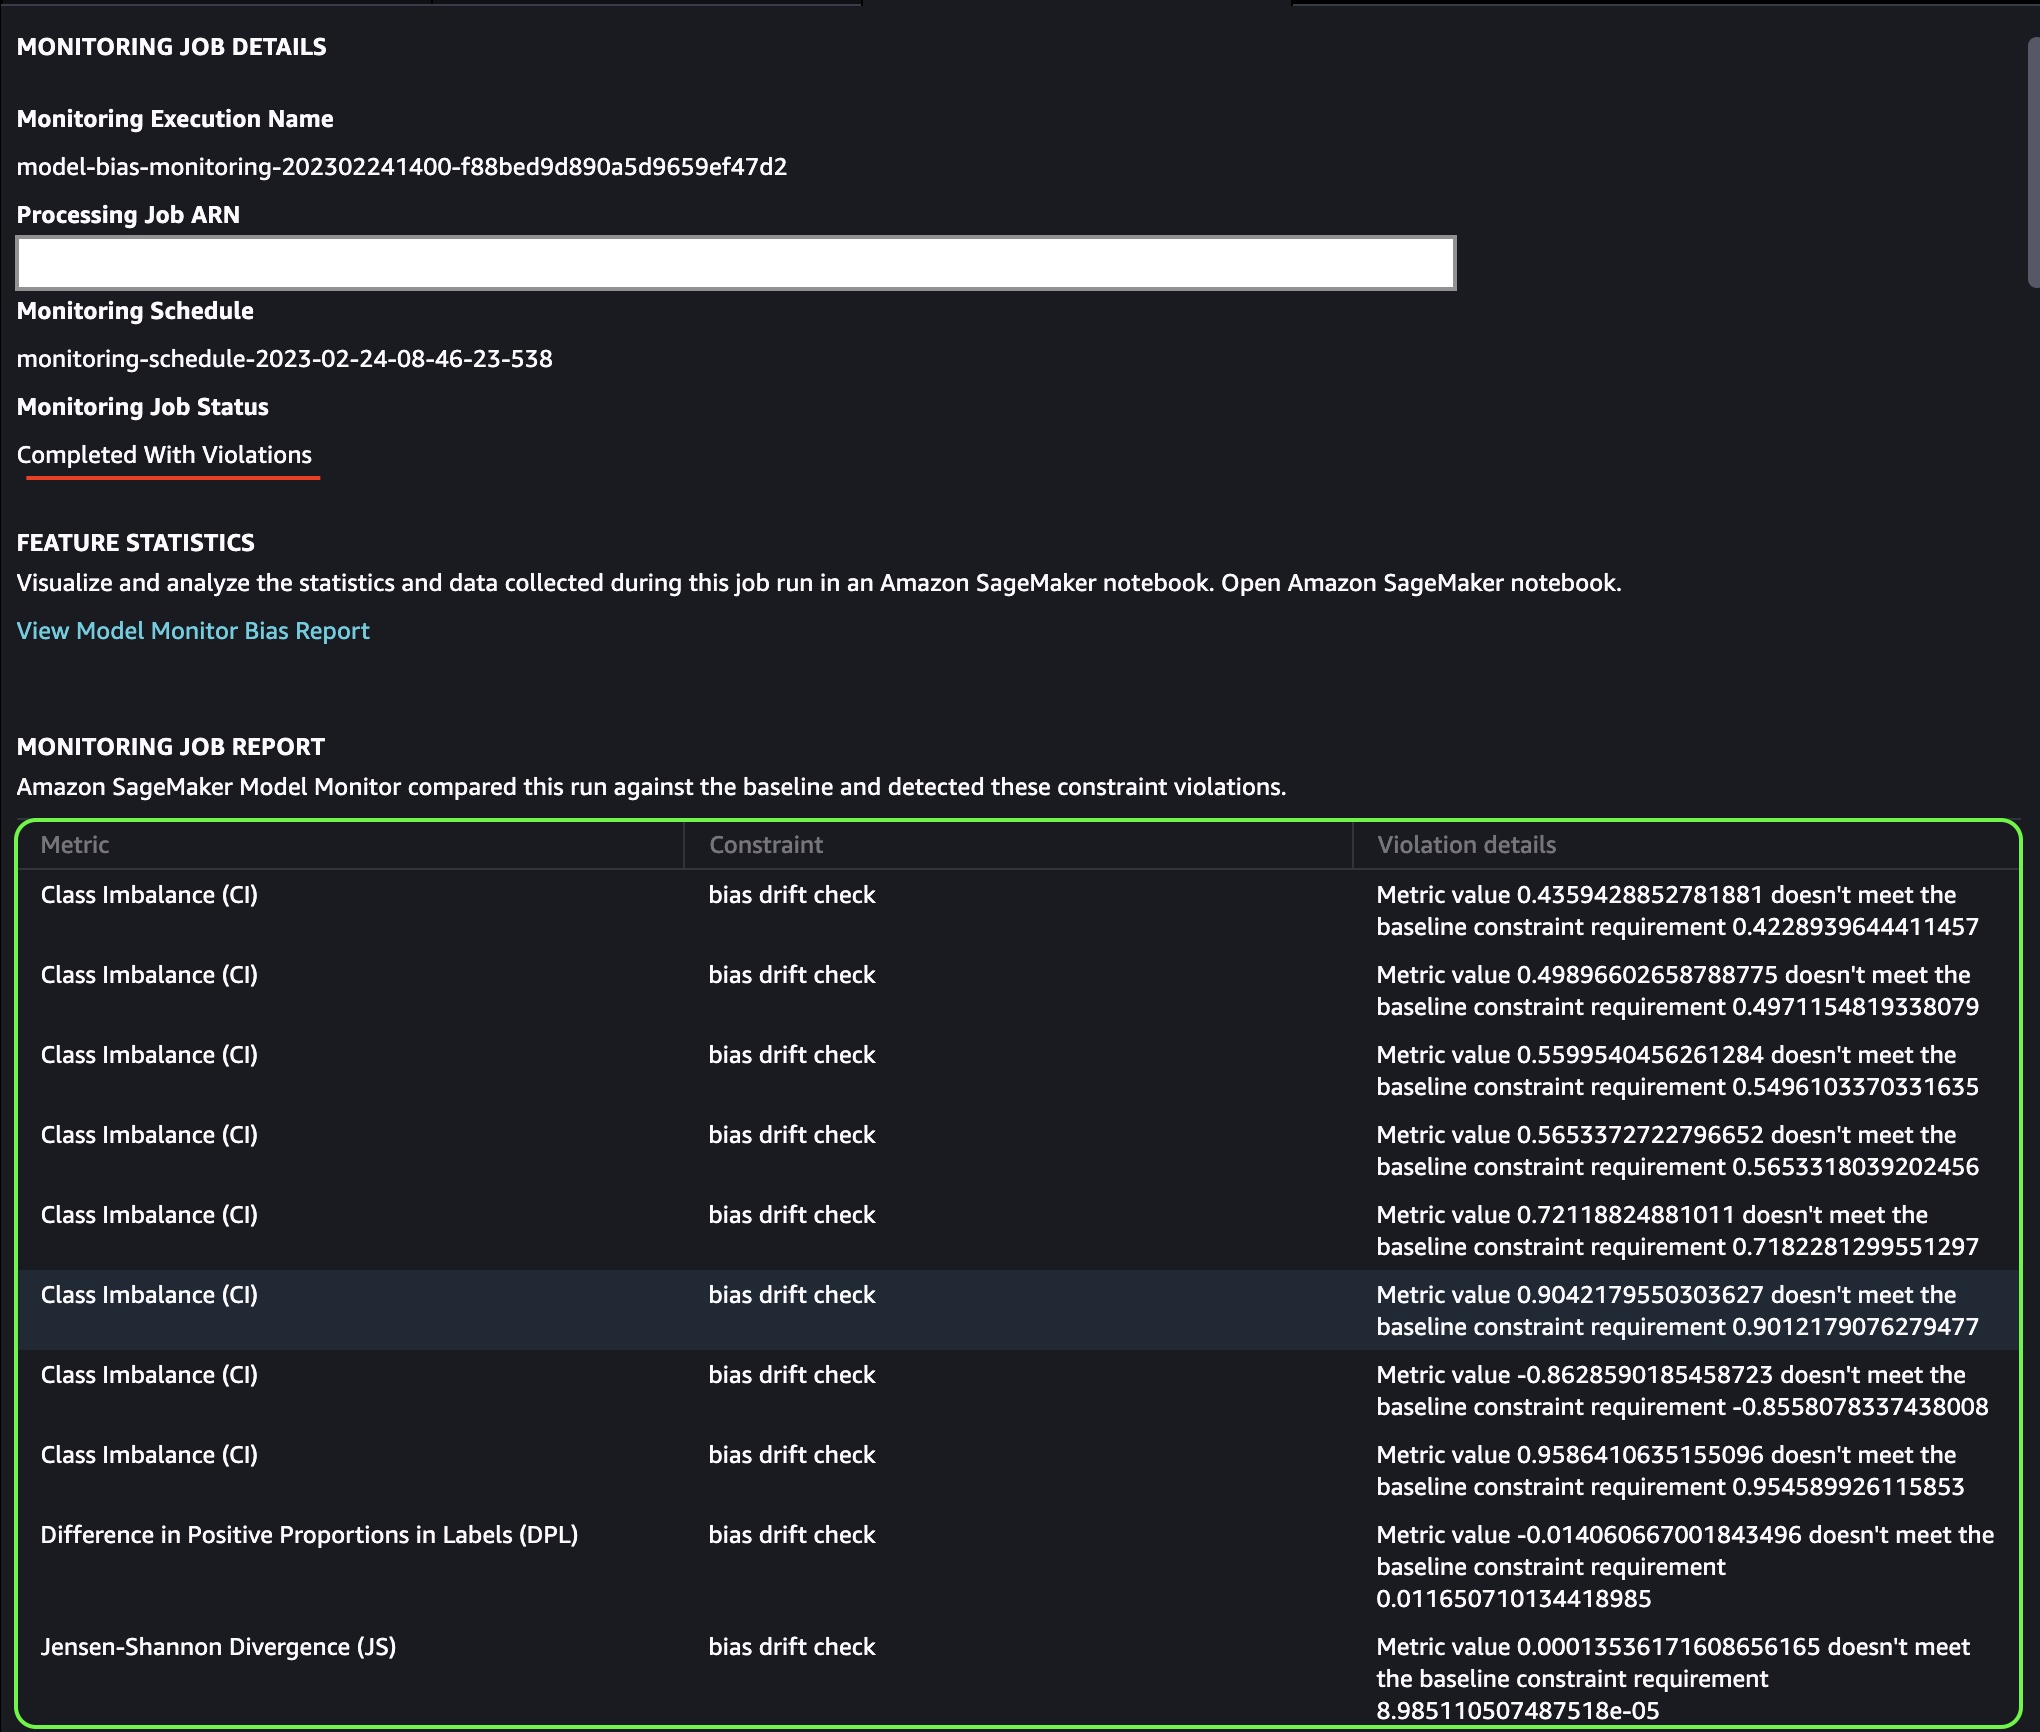 MONITORING JOB DETAILS
Monitoring Execution Name
model-bias-monitoring-202302241400-f88bed9d890a5d9659ef47d2
Processing Job ARN
Monitoring Schedule
monitoring-schedule-2023-02-24-08-46-23-538
Monitoring Job Status
Completed With Violations
FEATURE STATISTICS
Visualize and analyze the statistics and data collected during this job run in an Amazon SageMaker notebook. Open Amazon SageMaker notebook.
View Model Monitor Bias Report
MONITORING JOB REPORT
Amazon SageMaker Model Monitor compared this run against the baseline and detected these constraint violations.
Metric Constraint Violation details
Class Imbalance (CI) bias drift check Metric value 0.4359428852781881 doesn't meet the
baseline constraint requirement 0.4228939644411457
Class Imbalance (CI) bias drift check Metric value 0.49896602658788775 doesn't meet the
baseline constraint requirement 0.4971154819338079
Class Imbalance (CI) bias drift check Metric value 0.5599540456261284 doesn't meet the
baseline constraint requirement 0.5496103370331635
Class Imbalance (CI) bias drift check Metric value 0.5653372722796652 doesn't meet the
baseline constraint requirement 0.5653318039202456
Class Imbalance (CI) bias drift check Metric value 0.72118824881011 doesn't meet the
baseline constraint requirement 0.7182281299551297
Class Imbalance (CI) bias drift check Metric value 0.9042179550303627 doesn't meet the
baseline constraint requirement 0.9012179076279477
Class Imbalance (CI) bias drift check Metric value -0.8628590185458723 doesn't meet the
baseline constraint requirement -0.8558078337438008
Class Imbalance (CI) bias drift check Metric value 0.9586410635155096 doesn't meet the
baseline constraint requirement 0.954589926115853
Difference in Positive Proportions in Labels (DPL) bias drift check Metric value -0.014060667001843496 doesn't meet the
baseline constraint requirement
0.011650710134418985
Jensen-Shannon Divergence (JS) bias drift check Metric value 0.00013536171608656165 doesn't meet
the baseline constraint requirement
8.985110507487518e-05